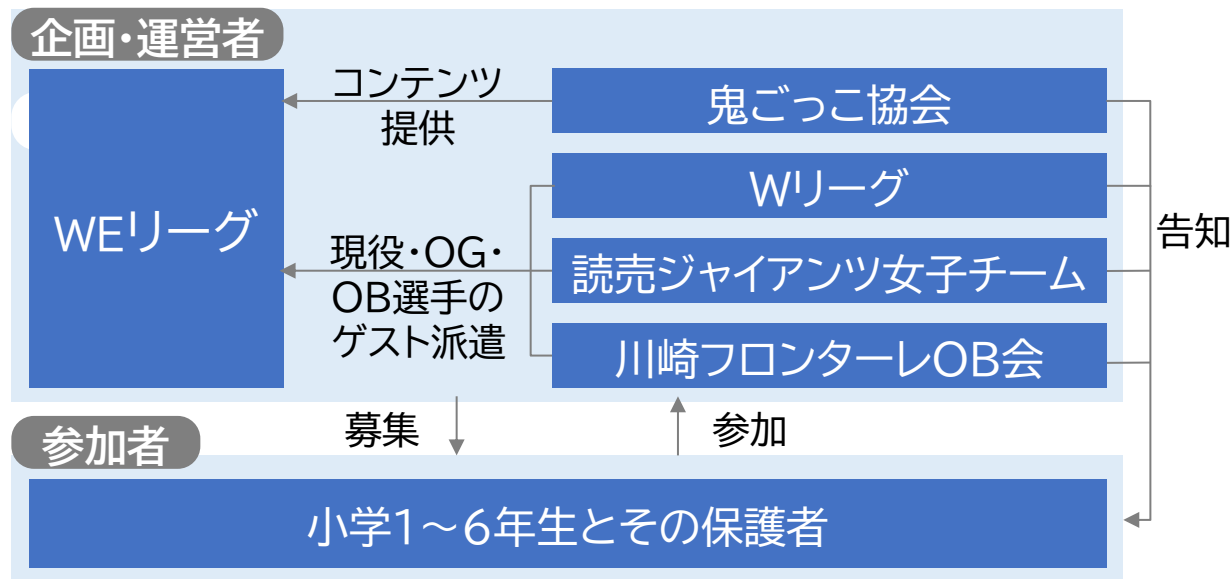 企画・運営者
WEリーグ
コンテンツ
提供
鬼ごっこ協会
Wリーグ
読売ジャイアンツ女子チーム
川崎フロンターレOB会
現役・OG・
OB選手の
ゲスト派遣
告知
募集
参加
参加者
小学1～6年生とその保護者